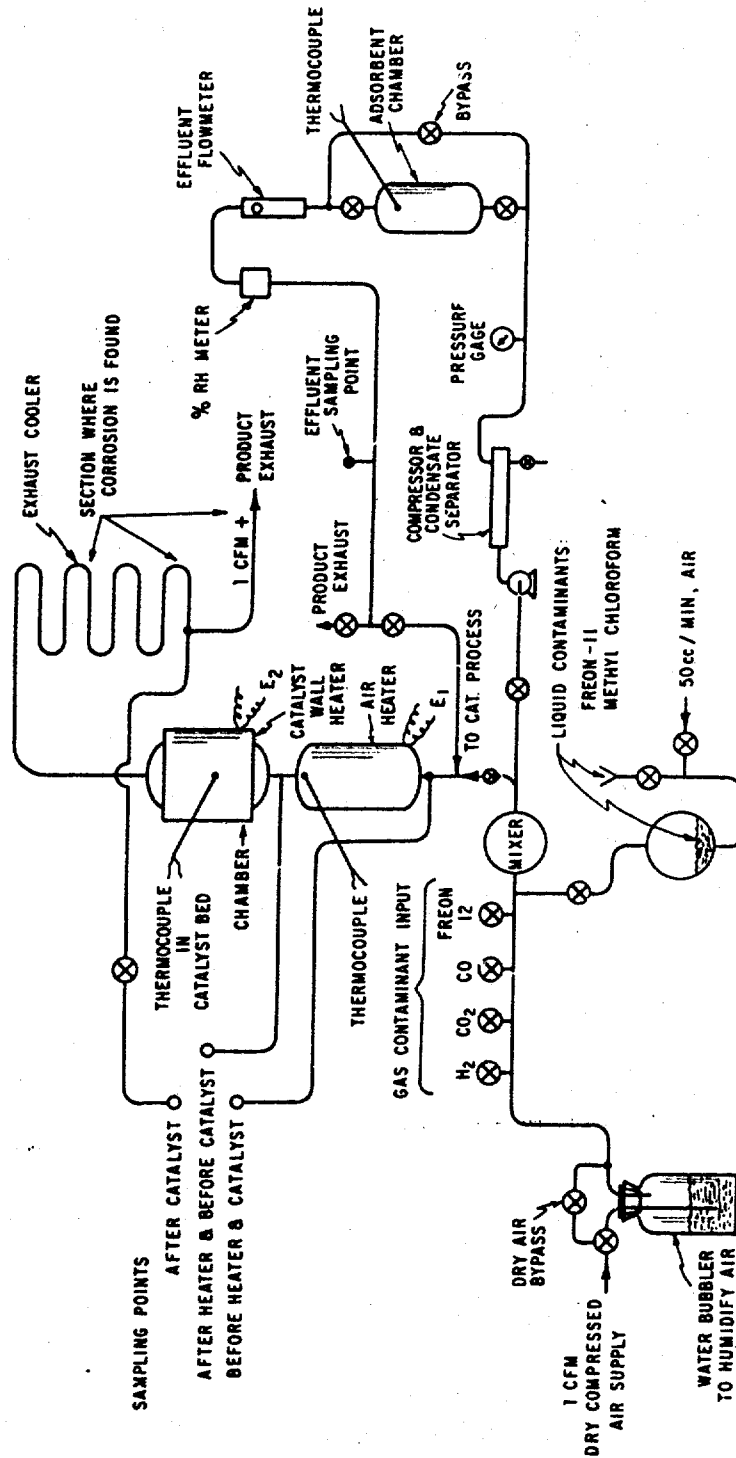 SAMPLING POINTS
AFTER CATALYST
AFTER HEATER & BEFORE CATALYST
BEFORE HEATER & CATALYST
THERMOCOUPLE
IN
CATALYST BED
CHAMBER
THERMOCOUPLE
E2
CATALYST
WALL
HEATER
AIR
HEATER
E1
EXHAUST COOLER
SECTION WHERE
CORROSION IS FOUND
1 CFM +
PRODUCT
EXHAUST
% RH METER
EFFLUENT
FLOWMETER
EFFLUENT
SAMPLING
POINT
PRODUCT
EXHAUST
TO CAT. PROCESS
THERMOCOUPLE
ADSORBENT
CHAMBER
BYPASS
PRESSURF
GAGE
COMPRESSOR &
CONDENSATE
SEPARATOR
LIQUID CONTAMINANTS:
FREON-11
METHYL CHLOROFORM
50cc/MIN, AIR
MIXER
GAS CONTAMINANT INPUT
H2
CO2
CO
FREON
12
DRY AIR
BYPASS
1 CFM
DRY COMPRESSED
AIR SUPPLY
WATER BUBBLER
TO HUMIDIFY AIR